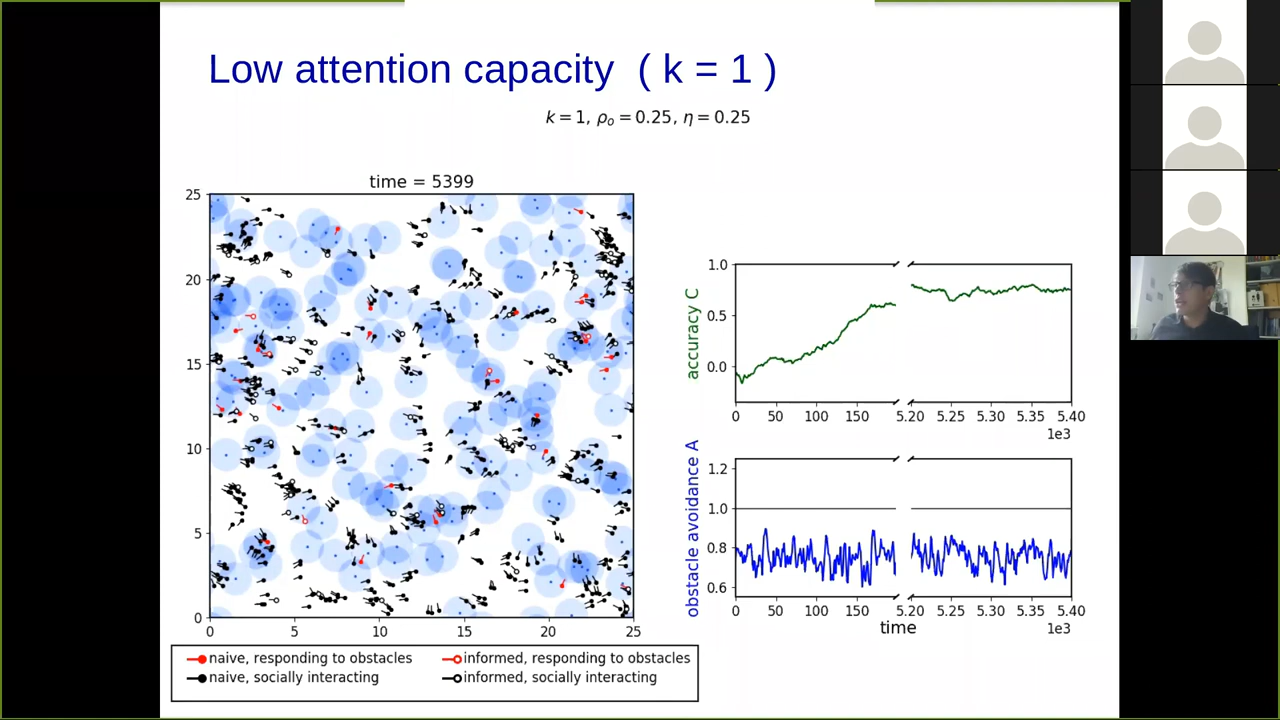 Low attention capacity ( k = 1 )
k = 1, ρₒ = 0.25, η = 0.25
time = 5399
25
20
15
10
5
0
0 5 10 15 20 25
naive, responding to obstacles informed, responding to obstacles
naive, socially interacting informed, socially interacting
accuracy C
1.0
0.5
0.0
0 50 100 150 5.20 5.25 5.30 5.35 5.40
1e3
obstacle avoidance A
1.2
1.0
0.8
0.6
0 50 100 150 5.20 5.25 5.30 5.35 5.40
time 1e3